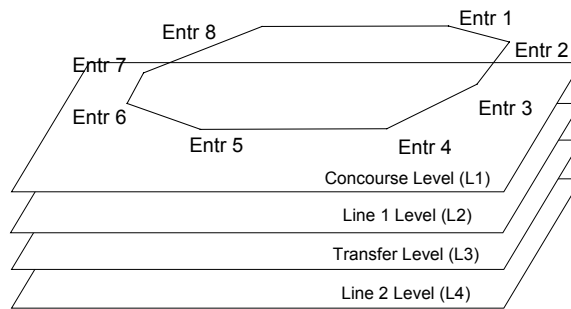 Entr 1
Entr 8
Entr 2
Entr 7
Entr 3
Entr 6
Entr 5
Entr 4
Concourse Level (L1)
Line 1 Level (L2)
Transfer Level (L3)
Line 2 Level (L4)